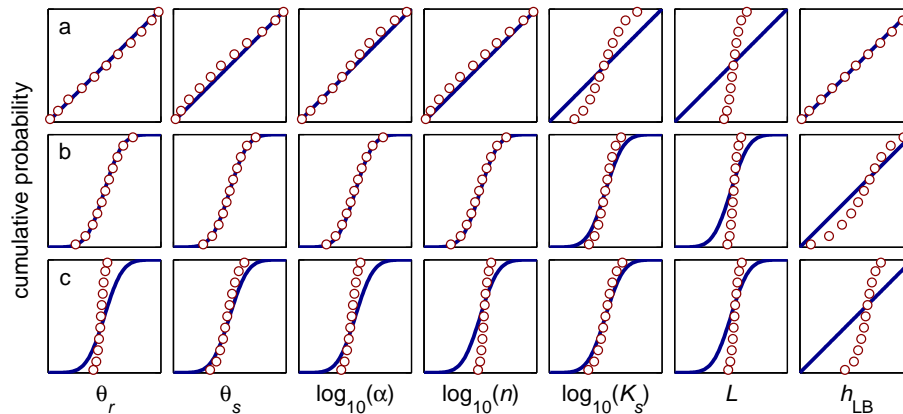 cumulative probability
a
b
c
θr
θs
log10(α)
log10(n)
log10(Ks)
L
hLB